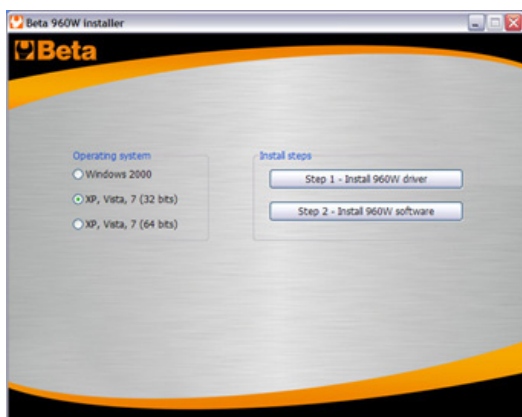 Beta 960W installer
Beta
Operating system
Windows 2000
XP, Vista, 7 (32 bits)
XP, Vista, 7 (64 bits)
Install steps
Step 1 - Install 960W driver
Step 2 - Install 960W software